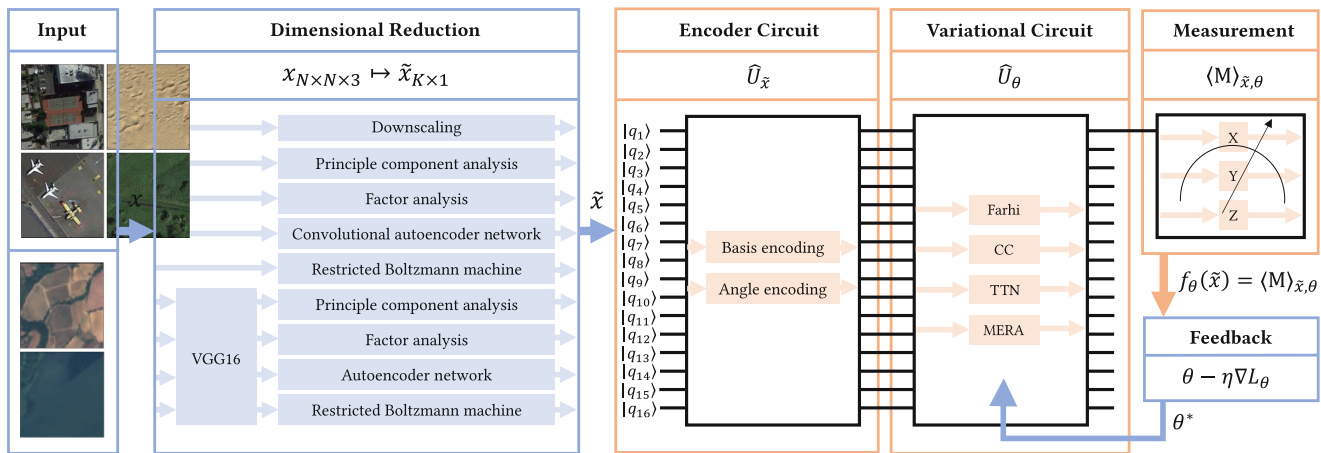 Input
x
Dimensional Reduction
x_{N×N×3} ↦ x̃_{K×1}
Downscaling
Principle component analysis
Factor analysis
Convolutional autoencoder network
Restricted Boltzmann machine
VGG16
Principle component analysis
Factor analysis
Autoencoder network
Restricted Boltzmann machine
x̃
Encoder Circuit
Û_x̃
|q₁⟩
|q₂⟩
|q₃⟩
|q₄⟩
|q₅⟩
|q₆⟩
|q₇⟩
|q₈⟩
|q₉⟩
|q₁₀⟩
|q₁₁⟩
|q₁₂⟩
|q₁₃⟩
|q₁₄⟩
|q₁₅⟩
|q₁₆⟩
Basis encoding
Angle encoding
Variational Circuit
Û_θ
Farhi
CC
TTN
MERA
Measurement
⟨M⟩_{x̃,θ}
X
Y
Z
f_θ(x̃) = ⟨M⟩_{x̃,θ}
Feedback
θ − η∇L_θ
θ*